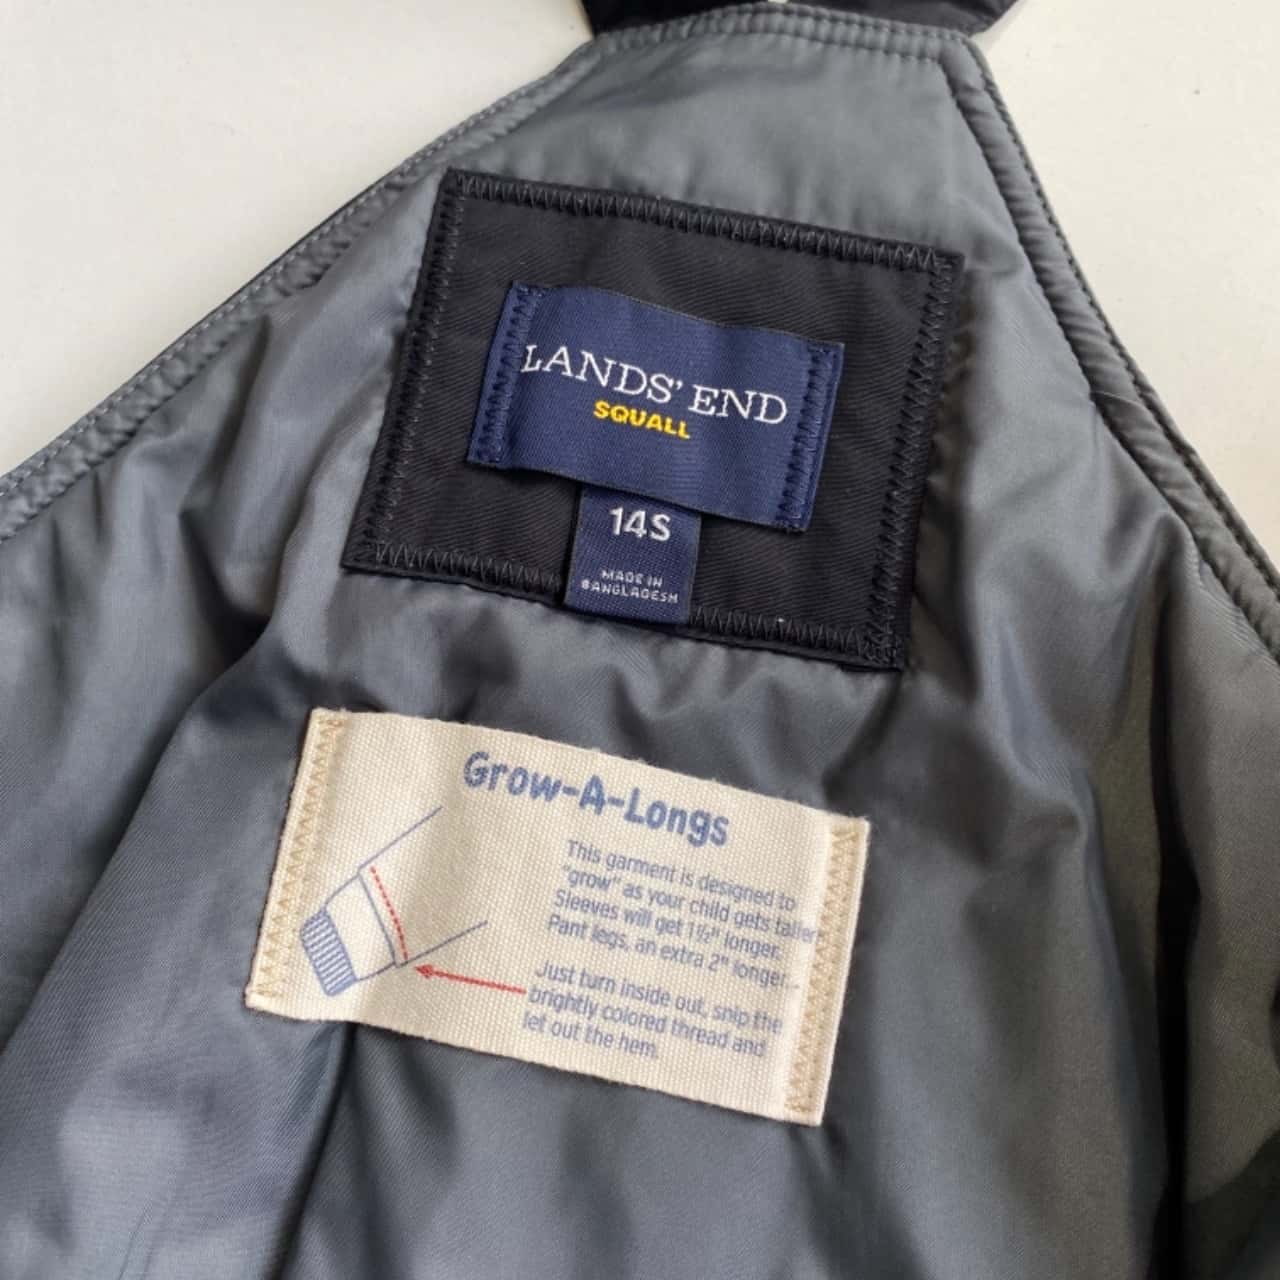 LANDS' END
SQUALL
14S
MADE IN
BANGLADESH
Grow-A-Longs
This garment is designed to
"grow" as your child gets taller.
Sleeves will get 1½" longer.
Pant legs, an extra 2" longer.
Just turn inside out, snip the
brightly colored thread and
let out the hem.